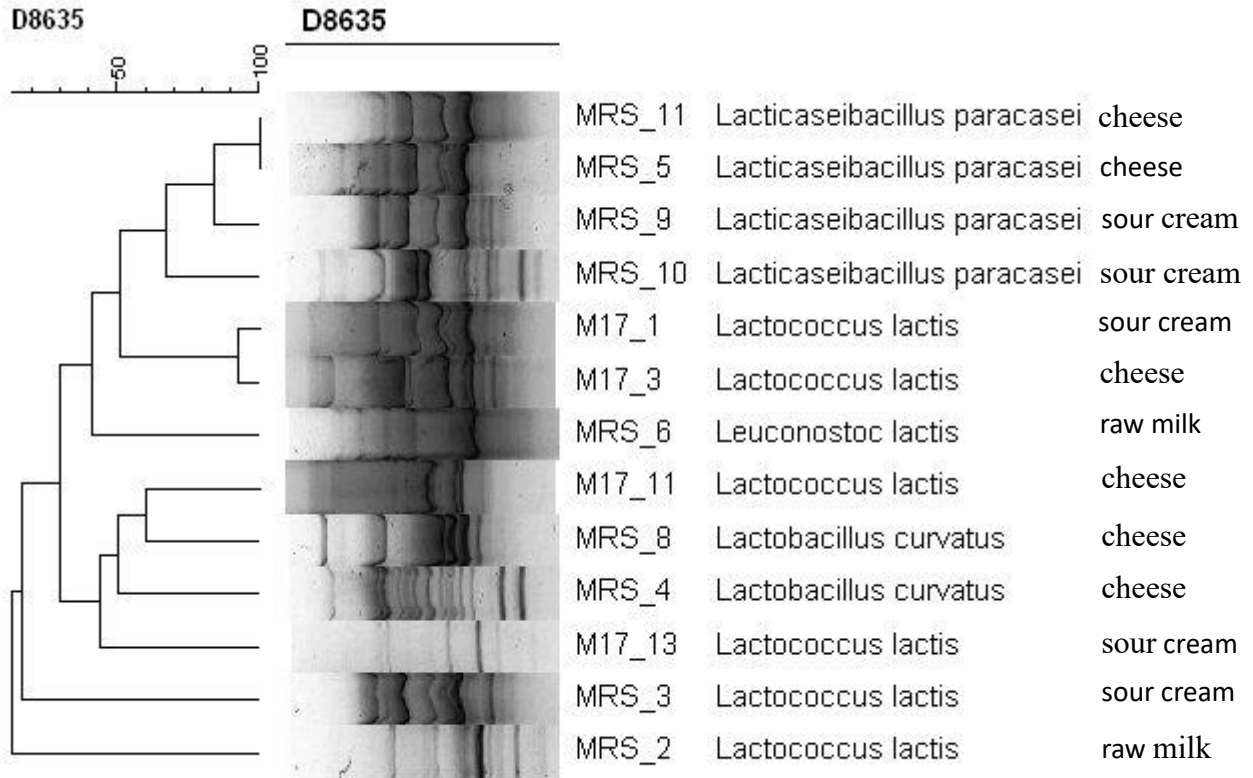 D8635 D8635
50 100
MRS_11 Lacticaseibacillus paracasei cheese
MRS_5 Lacticaseibacillus paracasei cheese
MRS_9 Lacticaseibacillus paracasei sour cream
MRS_10 Lacticaseibacillus paracasei sour cream
M17_1 Lactococcus lactis sour cream
M17_3 Lactococcus lactis cheese
MRS_6 Leuconostoc lactis raw milk
M17_11 Lactococcus lactis cheese
MRS_8 Lactobacillus curvatus cheese
MRS_4 Lactobacillus curvatus cheese
M17_13 Lactococcus lactis sour cream
MRS_3 Lactococcus lactis sour cream
MRS_2 Lactococcus lactis raw milk